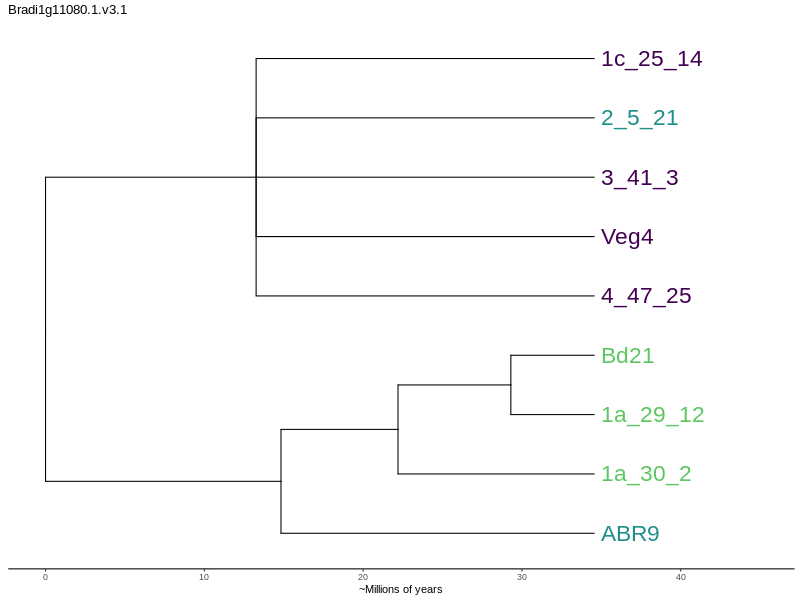 Bradi1g11080.1.v3.1
1c_25_14
2_5_21
3_41_3
Veg4
4_47_25
Bd21
1a_29_12
1a_30_2
ABR9
0 10 20 30 40
~Millions of years